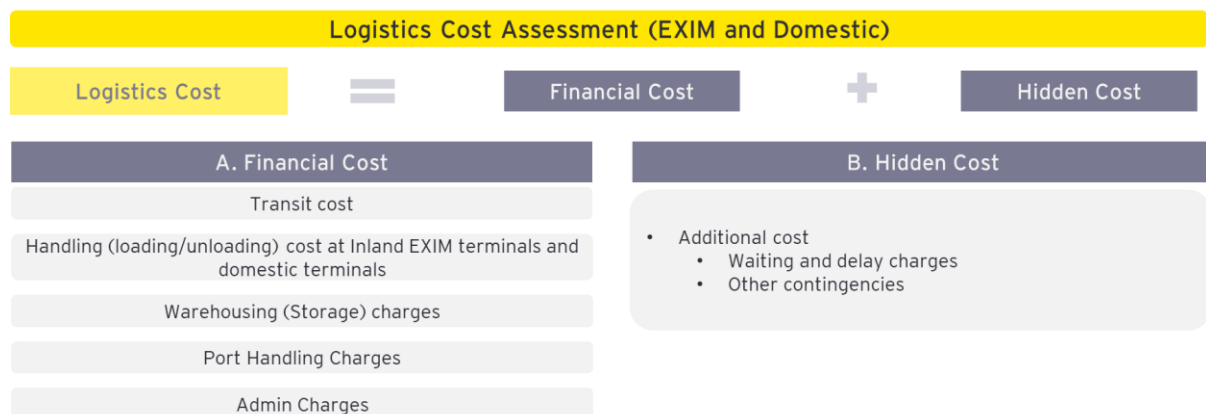 Logistics Cost Assessment (EXIM and Domestic)
Logistics Cost = Financial Cost + Hidden Cost
A. Financial Cost
Transit cost
Handling (loading/unloading) cost at Inland EXIM terminals and
domestic terminals
Warehousing (Storage) charges
Port Handling Charges
Admin Charges
B. Hidden Cost
• Additional cost
• Waiting and delay charges
• Other contingencies